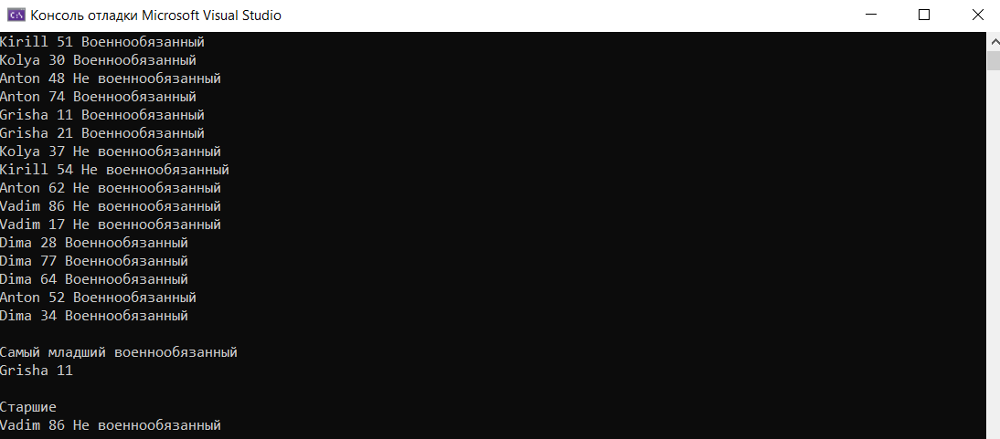 Консоль отладки Microsoft Visual Studio
Kirill 51 Военнообязанный
Kolya 30 Военнообязанный
Anton 48 Не военнообязанный
Anton 74 Военнообязанный
Grisha 11 Военнообязанный
Grisha 21 Военнообязанный
Kolya 37 Не военнообязанный
Kirill 54 Не военнообязанный
Anton 62 Не военнообязанный
Vadim 86 Не военнообязанный
Vadim 17 Не военнообязанный
Dima 28 Военнообязанный
Dima 77 Военнообязанный
Dima 64 Военнообязанный
Anton 52 Военнообязанный
Dima 34 Военнообязанный
Самый младший военнообязанный
Grisha 11
Старшие
Vadim 86 Не военнообязанный